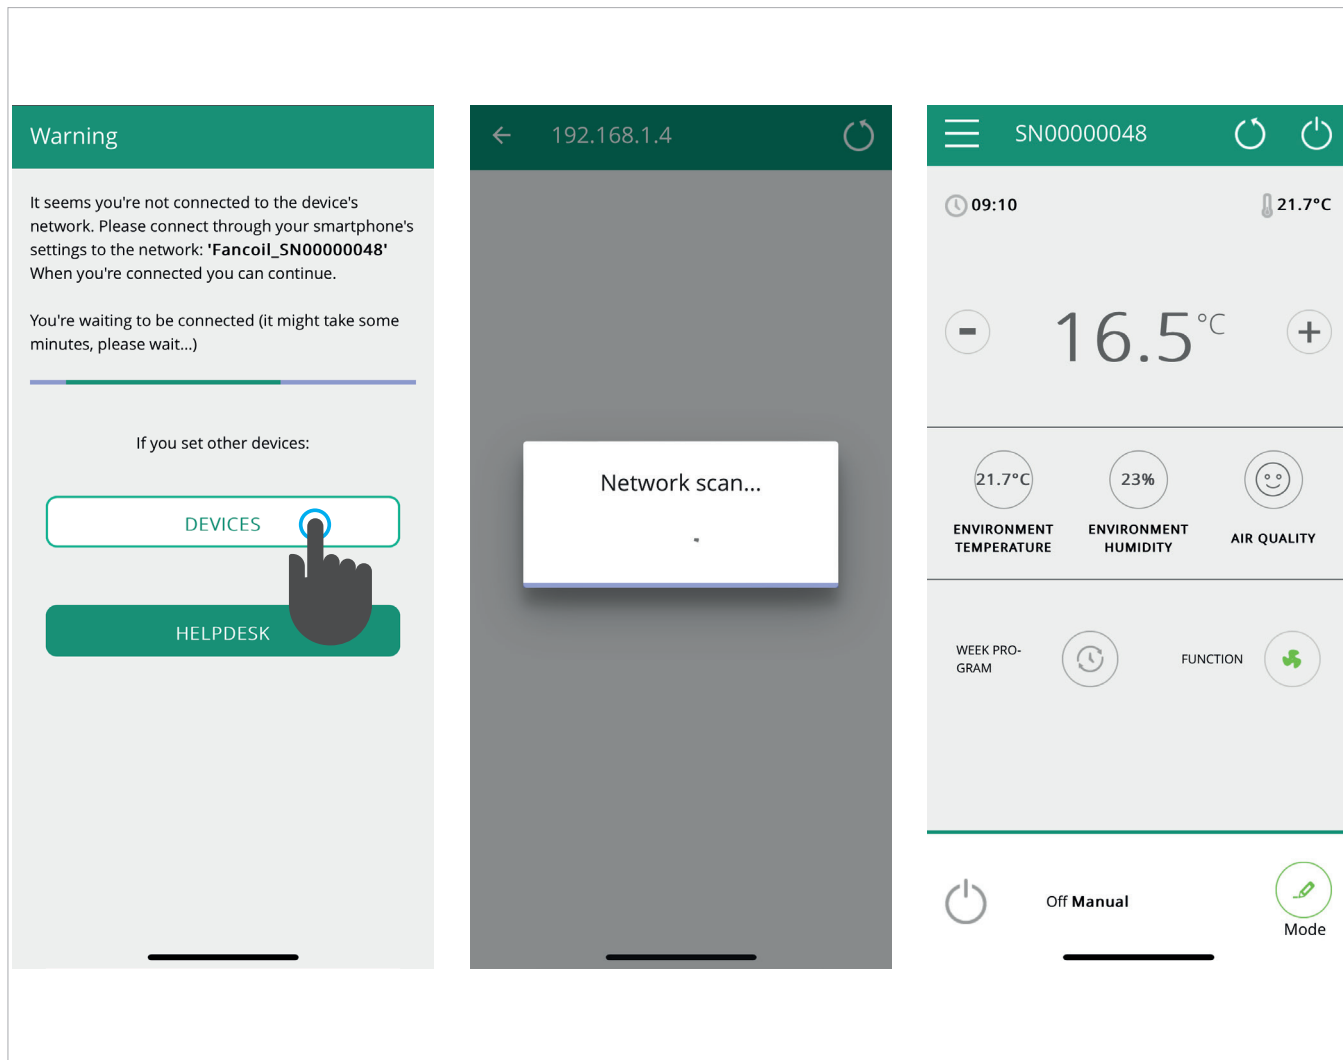 Warning
It seems you're not connected to the device's
network. Please connect through your smartphone's
settings to the network: 'Fancoil_SN00000048'
When you're connected you can continue.
You're waiting to be connected (it might take some
minutes, please wait...)
If you set other devices:
DEVICES
HELPDESK
192.168.1.4
Network scan...
SN00000048
09:10
21.7°C
- 16.5°C +
21.7°C
23%
ENVIRONMENT
TEMPERATURE
ENVIRONMENT
HUMIDITY
AIR QUALITY
WEEK PRO-
GRAM
FUNCTION
Off Manual
Mode